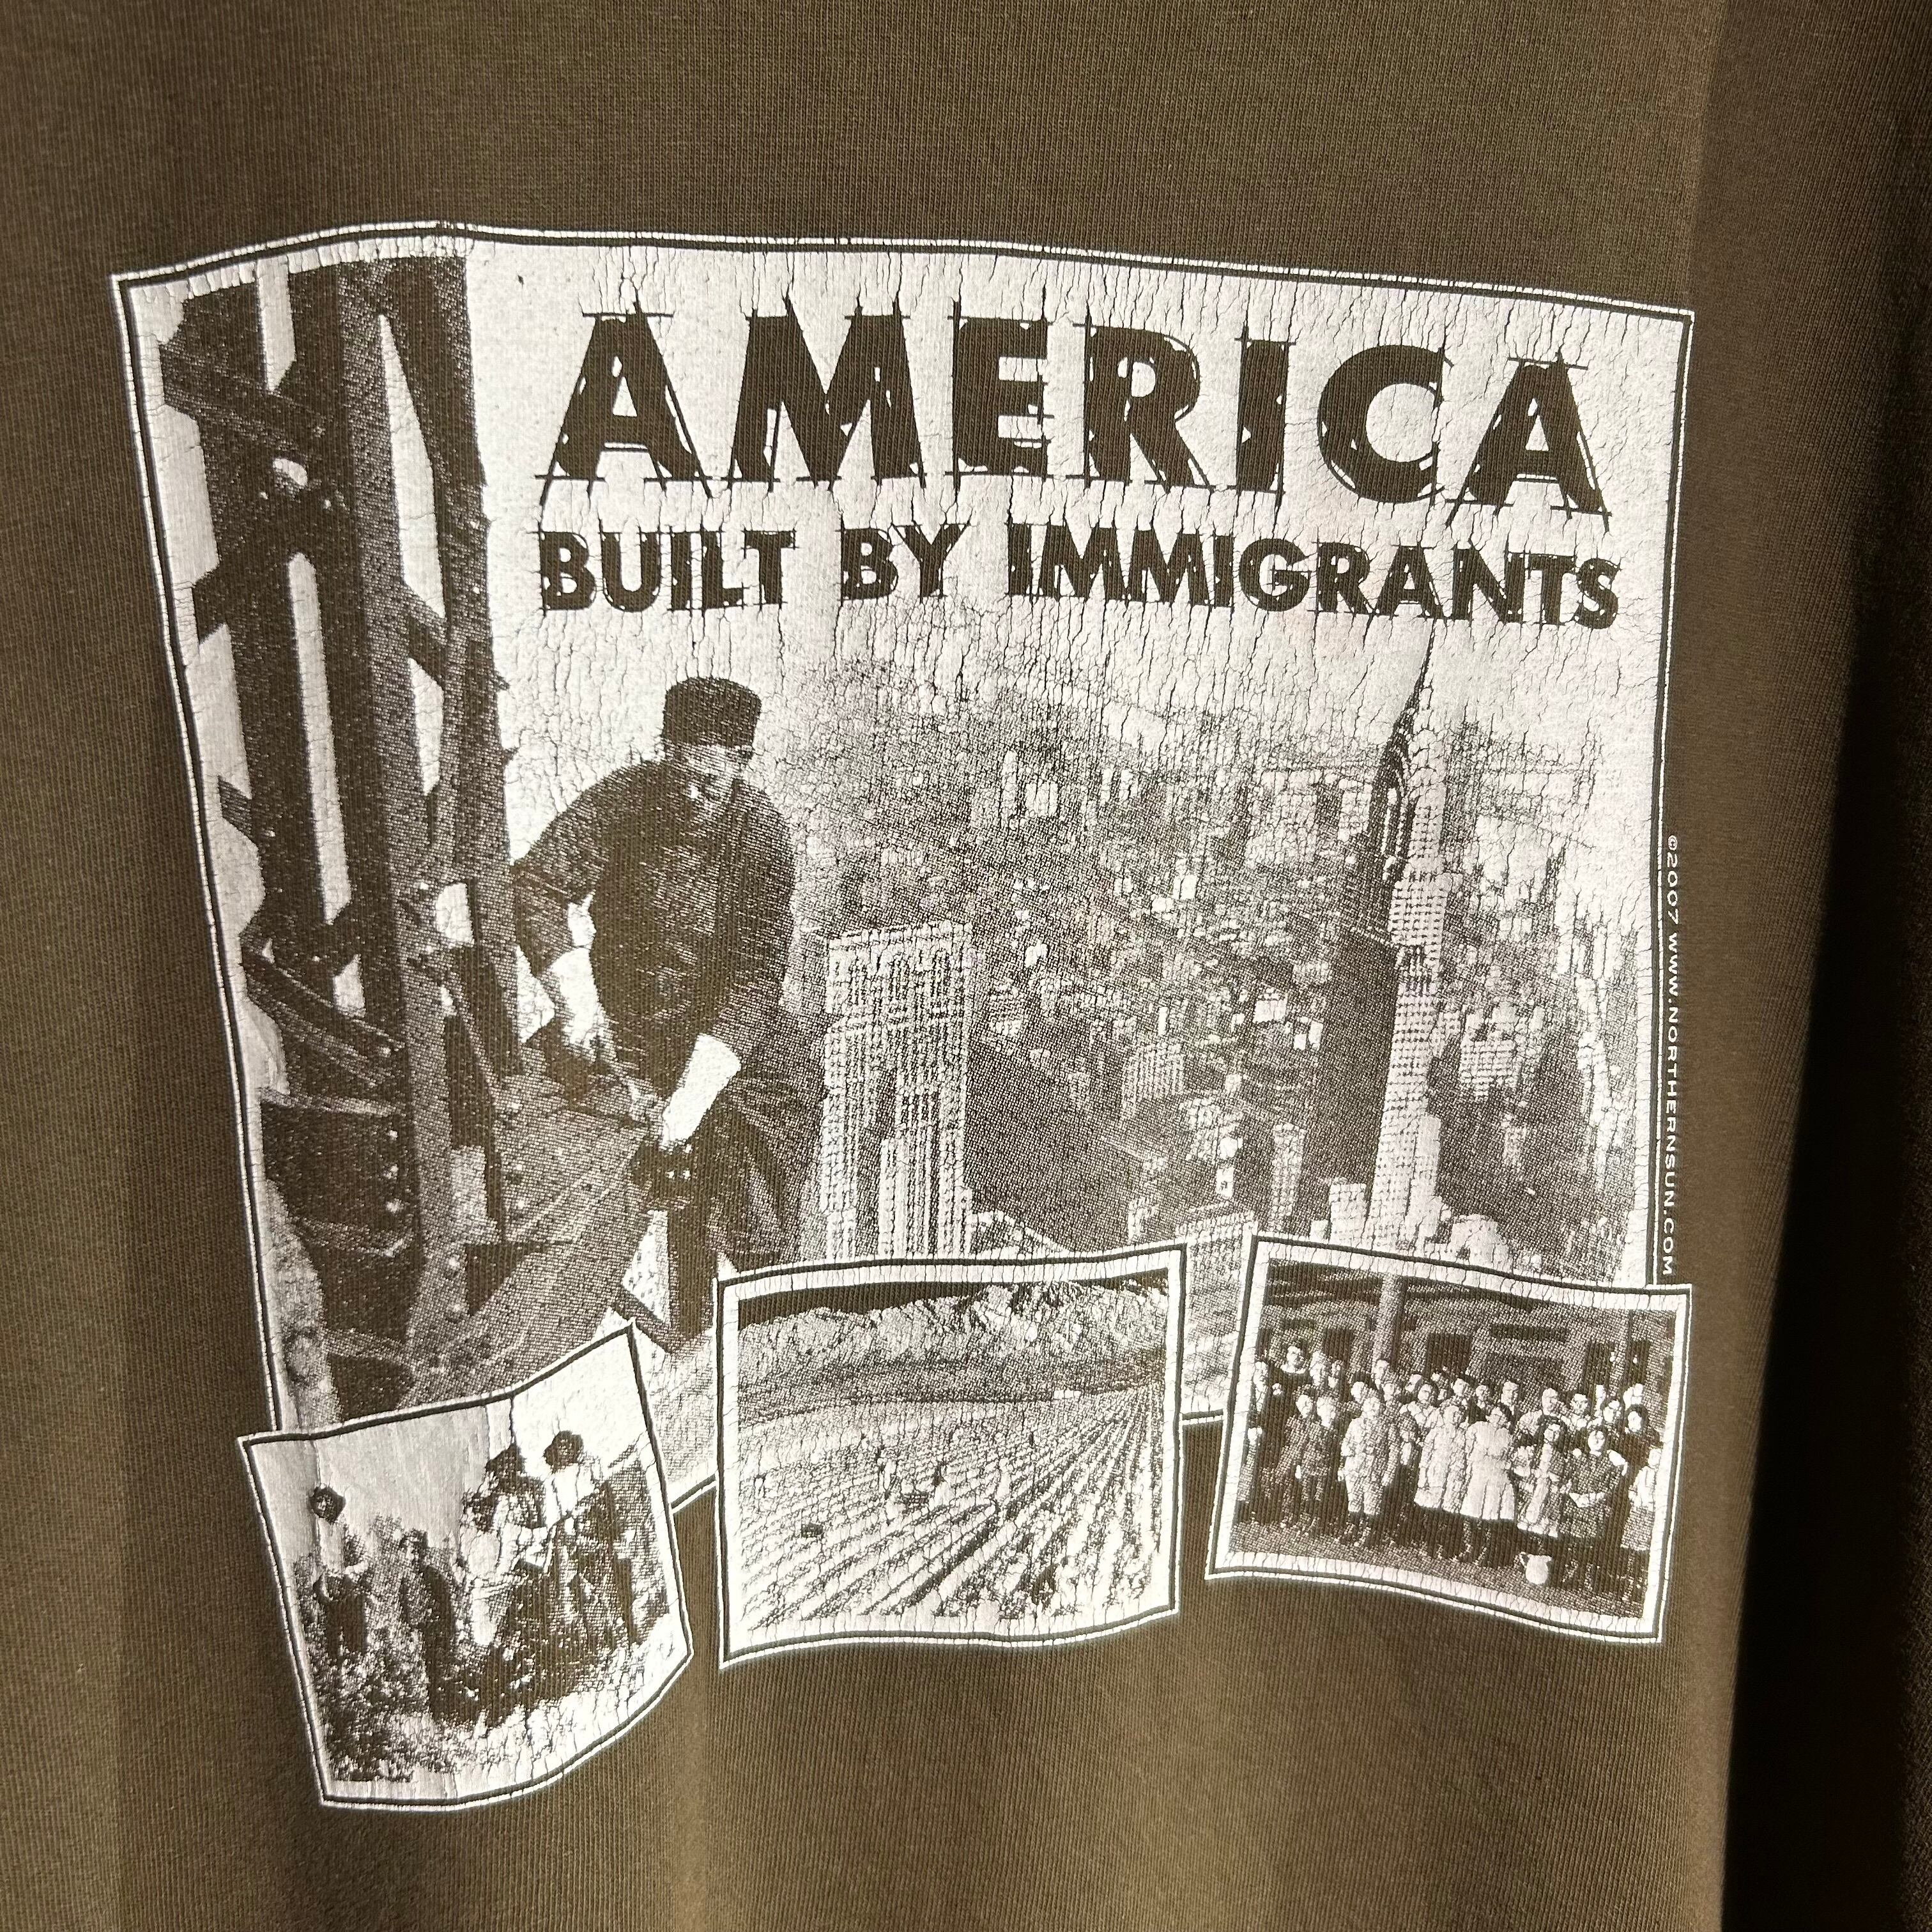 AMERICA
BUILT BY IMMIGRANTS
©2007 WWW.NORTHERNSUN.COM